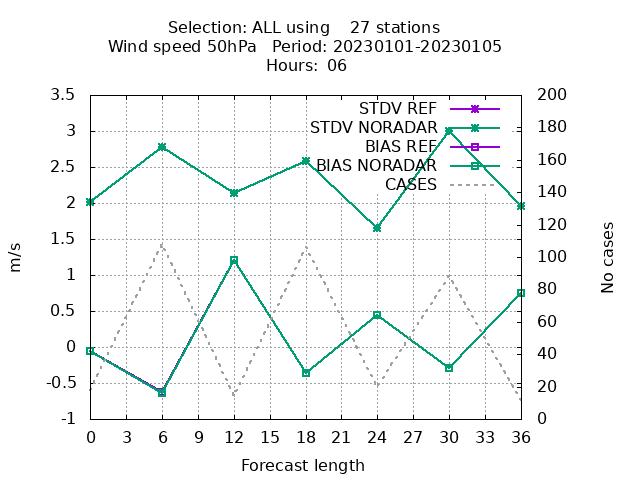 Selection: ALL using    27 stations
Wind speed 50hPa   Period: 20230101-20230105
Hours: 06
STDV REF
STDV NORADAR
BIAS REF
BIAS NORADAR
CASES
3.5
3
2.5
2
1.5
1
0.5
0
-0.5
-1
m/s
200
180
160
140
120
100
80
60
40
20
0
No cases
0 3 6 9 12 15 18 21 24 27 30 33 36
Forecast length